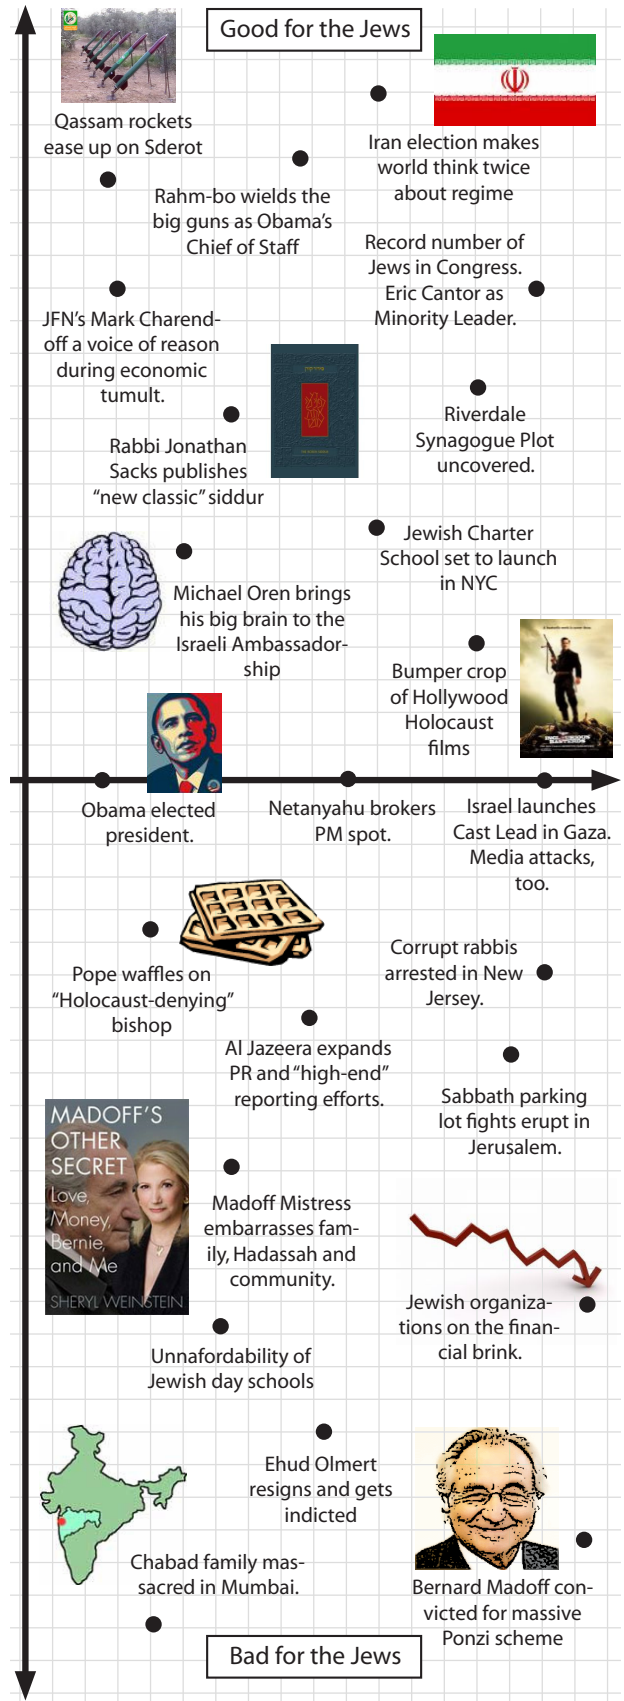 Good for the Jews
Qassam rockets
ease up on Sderot
Iran election makes
world think twice
about regime
Rahm-bo wields the
big guns as Obama’s
Chief of Staff
Record number of
Jews in Congress.
Eric Cantor as
Minority Leader.
JFN’s Mark Charend-
off a voice of reason
during economic
tumult.
Riverdale
Synagogue Plot
uncovered.
Rabbi Jonathan
Sacks publishes
“new classic” siddur
Jewish Charter
School set to launch
in NYC
Michael Oren brings
his big brain to the
Israeli Ambassador-
ship
Bumper crop
of Hollywood
Holocaust
films
Obama elected
president.
Netanyahu brokers
PM spot.
Israel launches
Cast Lead in Gaza.
Media attacks,
too.
Pope waffles on
“Holocaust-denying”
bishop
Corrupt rabbis
arrested in New
Jersey.
Al Jazeera expands
PR and “high-end”
reporting efforts.
Sabbath parking
lot fights erupt in
Jerusalem.
MADOFF’S
OTHER
SECRET
Love,
Money,
Bernie,
and Me
SHERYL WEINSTEIN
Madoff Mistress
embarrasses fam-
ily, Hadassah and
community.
Jewish organiza-
tions on the finan-
cial brink.
Unnafordability of
Jewish day schools
Ehud Olmert
resigns and gets
indicted
Chabad family mas-
sacred in Mumbai.
Bernard Madoff con-
victed for massive
Ponzi scheme
Bad for the Jews